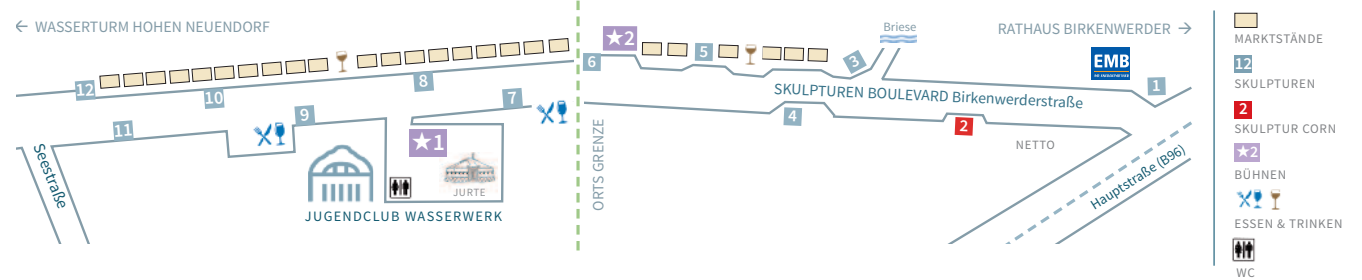 ← WASSERTURM HOHEN NEUENDORF
RATHAUS BIRKENWERDER →
Briese
★2
5
6
3
EMB
1
12
10
8
7
9
11
SKULPTUREN BOULEVARD Birkenwerderstraße
4
2
NETTO
★1
JURTE
JUGENDCLUB WASSERWERK
Seestraße
ORTS GRENZE
Hauptstraße (B96)
MARKTSTÄNDE
12
SKULPTUREN
2
SKULPTUR CORN
★2
BÜHNEN
ESSEN & TRINKEN
WC